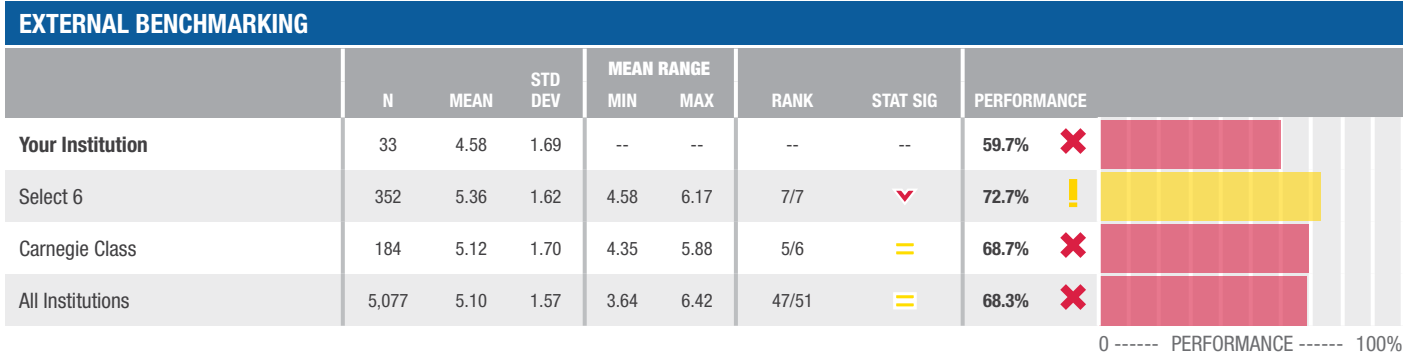 EXTERNAL BENCHMARKING
N MEAN STD DEV MEAN RANGE MIN MAX RANK STAT SIG PERFORMANCE
Your Institution 33 4.58 1.69 -- -- -- -- 59.7%
Select 6 352 5.36 1.62 4.58 6.17 7/7 72.7%
Carnegie Class 184 5.12 1.70 4.35 5.88 5/6 = 68.7%
All Institutions 5,077 5.10 1.57 3.64 6.42 47/51 = 68.3%
0 ------ PERFORMANCE ------ 100%